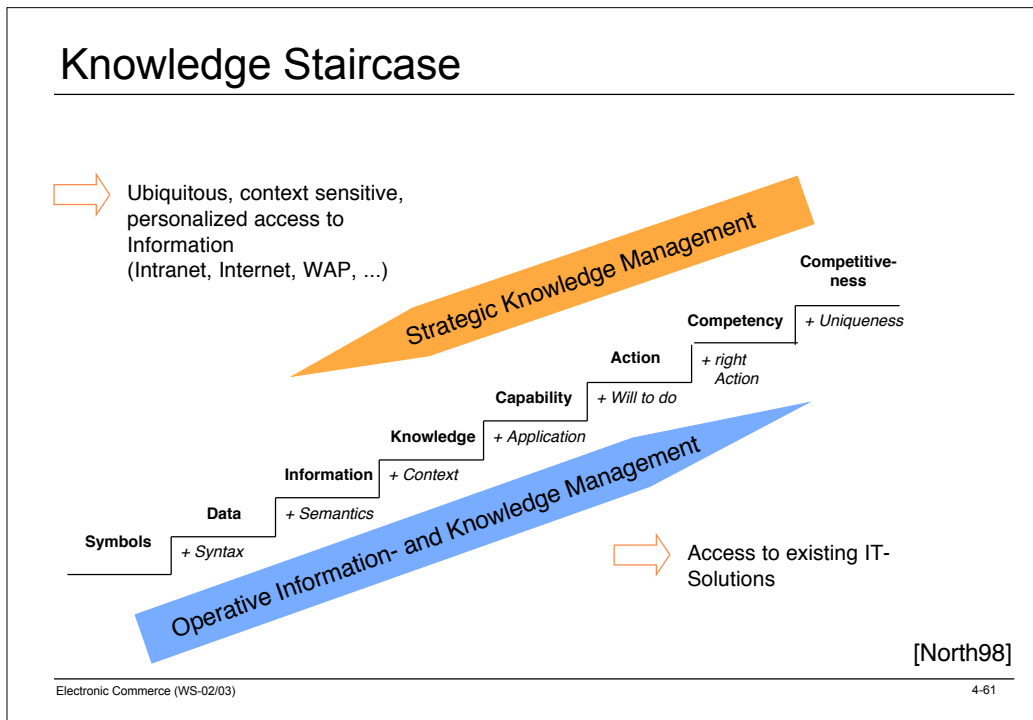 Knowledge Staircase
Ubiquitous, context sensitive,
personalized access to
Information
(Intranet, Internet, WAP, ...)
Strategic Knowledge Management
Competitive-
ness
+ Uniqueness
Competency
+ right
Action
Action
+ Will to do
Capability
+ Application
Knowledge
+ Context
Information
+ Semantics
Data
+ Syntax
Symbols
Operative Information- and Knowledge Management
Access to existing IT-
Solutions
[North98]
Electronic Commerce (WS-02/03)
4-61